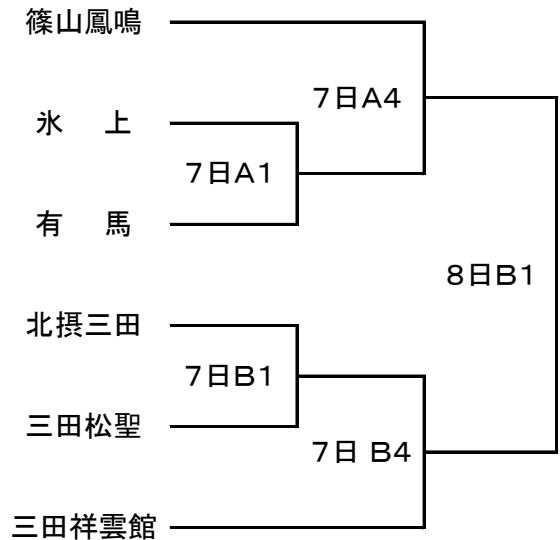 篠山鳳鳴
7日A4
氷 上
7日A1
有 馬
8日B1
北摂三田
7日B1
三田松聖
7日 B4
三田祥雲館